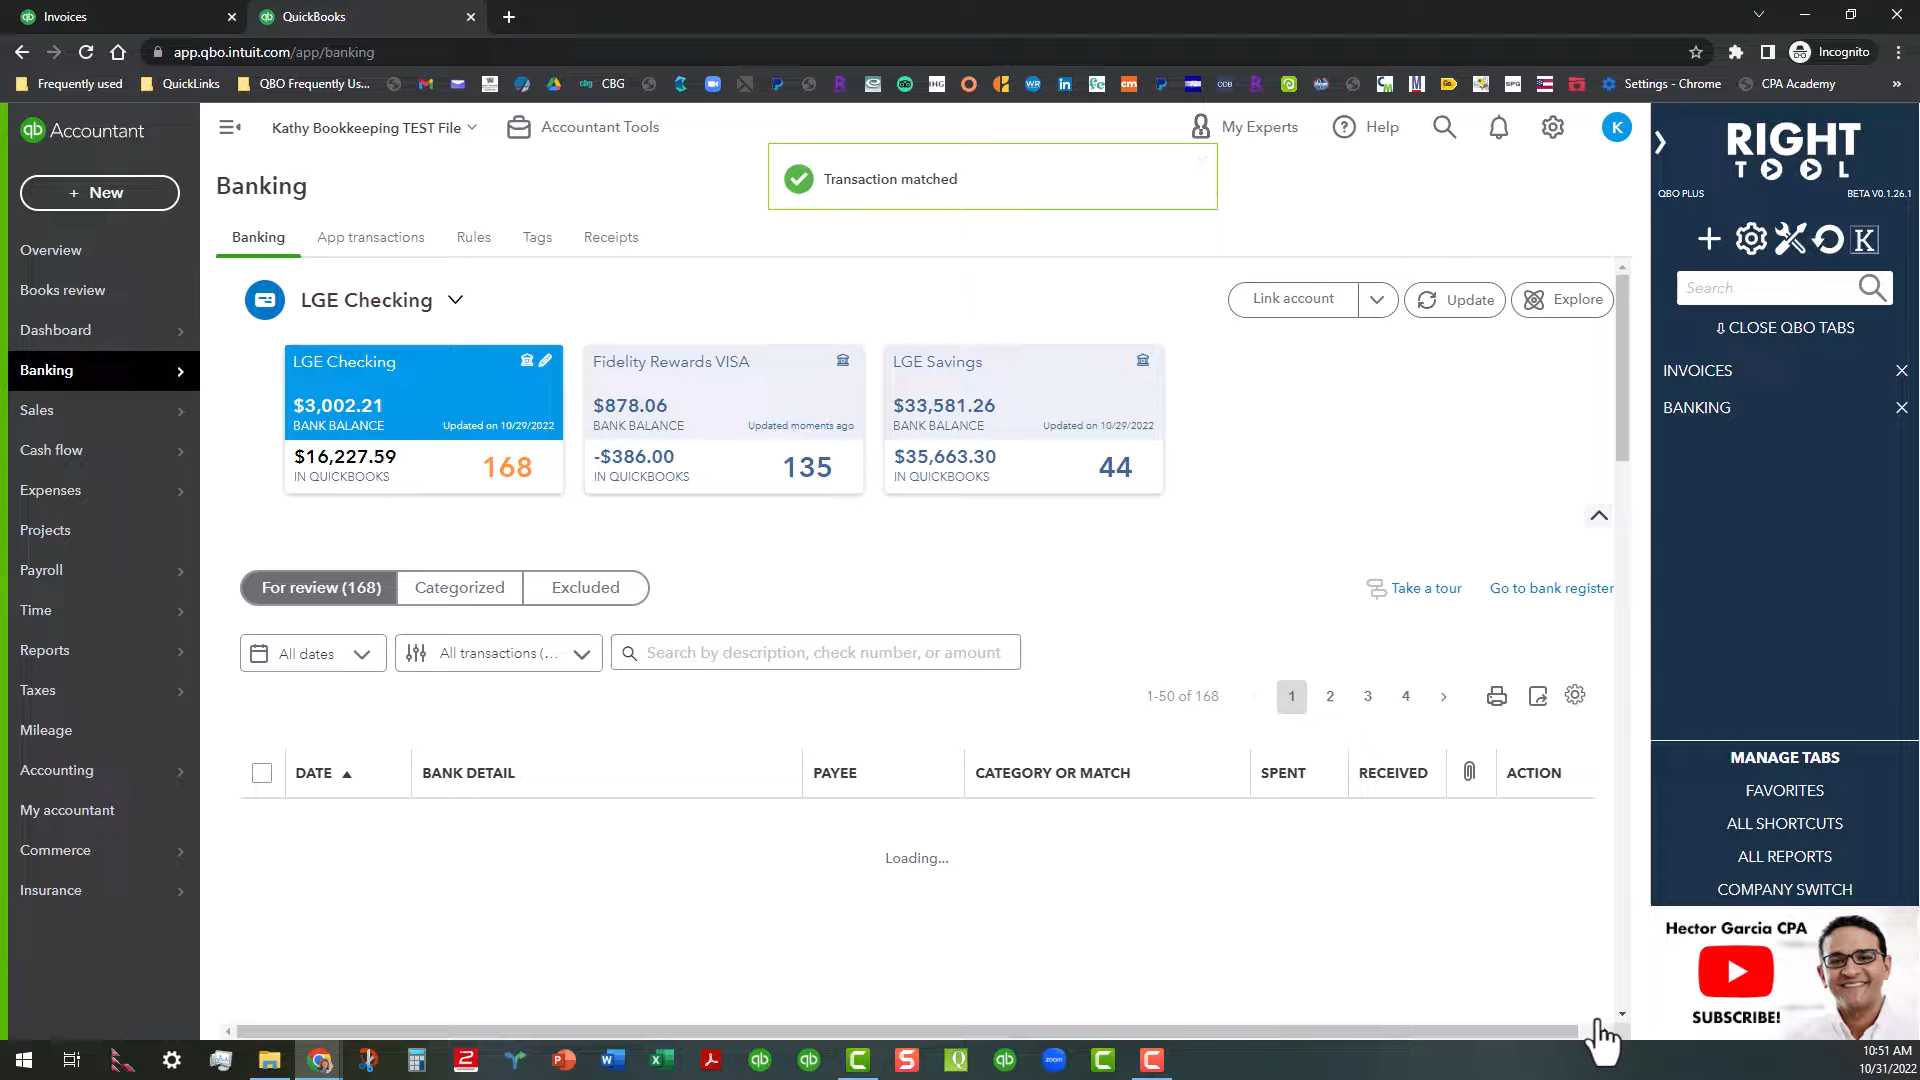 Invoices
QuickBooks
app.qbo.intuit.com/app/banking
Incognito
Frequently used
QuickLinks
QBO Frequently Us...
CBG
Settings - Chrome
CPA Academy
»
qb Accountant
Kathy Bookkeeping TEST File
Accountant Tools
My Experts
Help
K
+ New
Transaction matched
Banking
Banking
App transactions
Rules
Tags
Receipts
Overview
Books review
Dashboard
Banking
Sales
Cash flow
Expenses
Projects
Payroll
Time
Reports
Taxes
Mileage
Accounting
My accountant
Commerce
Insurance
LGE Checking
Link account
Update
Explore
LGE Checking
$3,002.21
BANK BALANCE
Updated on 10/29/2022
$16,227.59
IN QUICKBOOKS
168
Fidelity Rewards VISA
$878.06
BANK BALANCE
Updated moments ago
-$386.00
IN QUICKBOOKS
135
LGE Savings
$33,581.26
BANK BALANCE
Updated on 10/29/2022
$35,663.30
IN QUICKBOOKS
44
For review (168)
Categorized
Excluded
Take a tour
Go to bank register
All dates
All transactions (...
Search by description, check number, or amount
1-50 of 168
1 2 3 4
DATE
BANK DETAIL
PAYEE
CATEGORY OR MATCH
SPENT
RECEIVED
ACTION
Loading...
RIGHT
TOOL
QBO PLUS
BETA V0.1.26.1
K
Search
⇩ CLOSE QBO TABS
INVOICES
BANKING
MANAGE TABS
FAVORITES
ALL SHORTCUTS
ALL REPORTS
COMPANY SWITCH
Hector Garcia CPA
SUBSCRIBE!
10:51 AM
10/31/2022